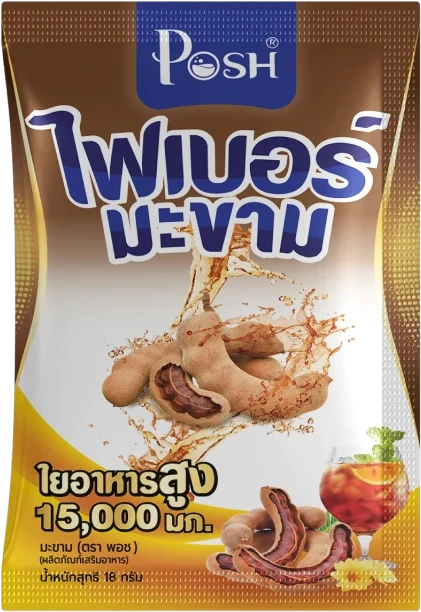 POSH®
ไฟเบอร์
มะขาม
ใยอาหารสูง
15,000 มก.
มะขาม (ตรา พอช)
(ผลิตภัณฑ์เสริมอาหาร)
น้ำหนักสุทธิ 18 กรัม